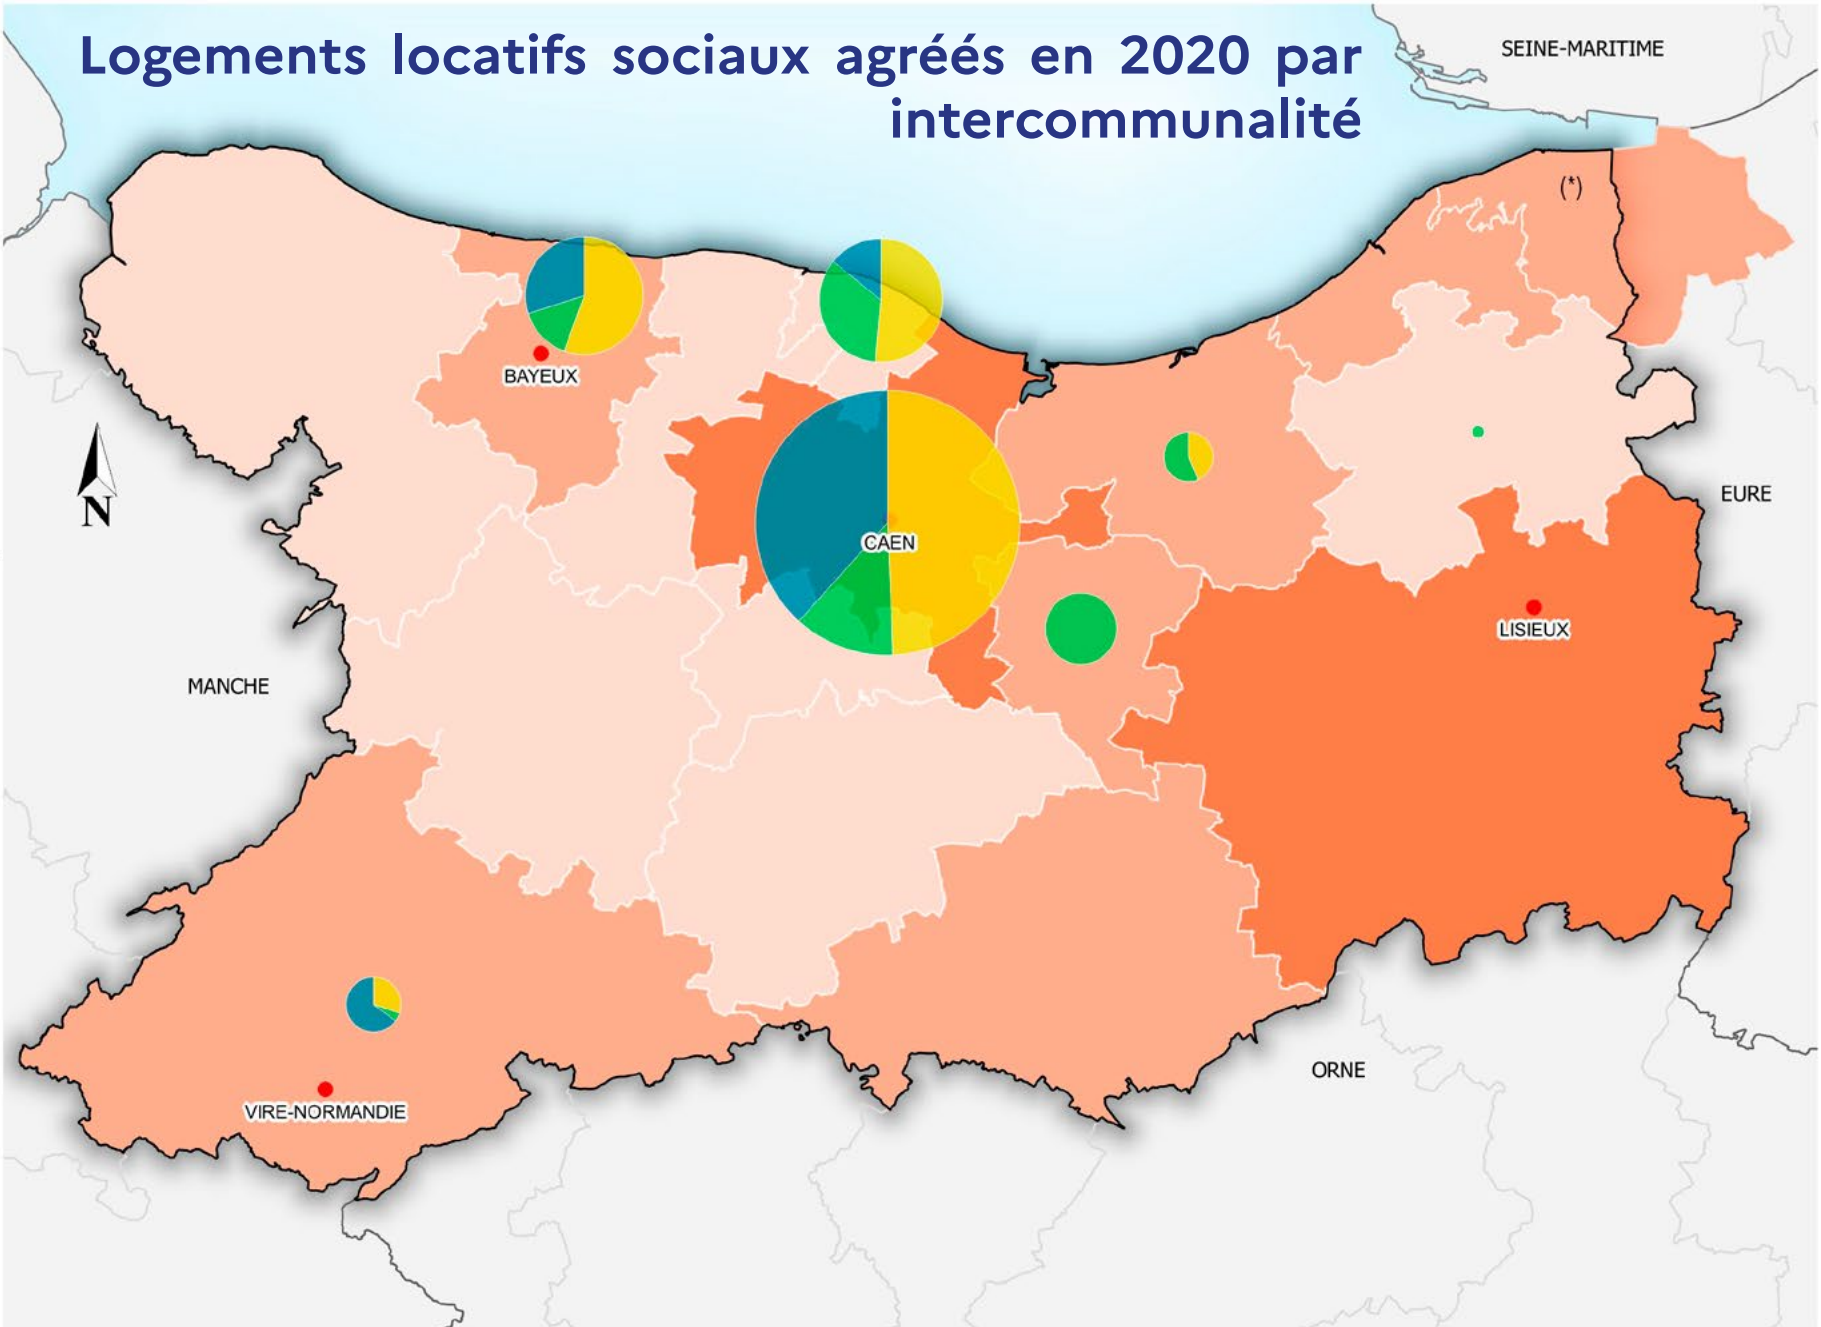 Logements locatifs sociaux agréés en 2020 par
intercommunalité
SEINE-MARITIME
(*)
BAYEUX
N
CAEN
EURE
LISIEUX
MANCHE
ORNE
VIRE-NORMANDIE